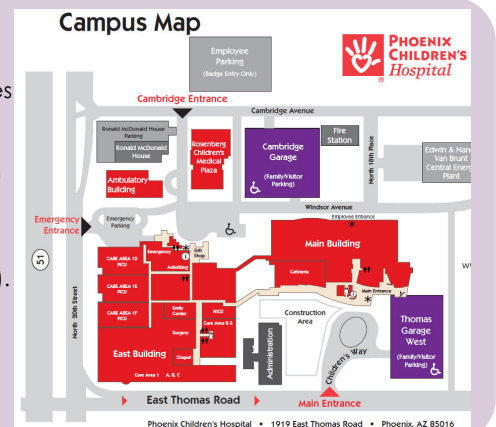 Campus Map
PHOENIX
CHILDREN'S
Hospital
®
es
Employee
Parking
(Badge Entry Only)
Cambridge Entrance
Cambridge Avenue
Ronald McDonald House
Parking
Ronald McDonald
House
Rosenberg
Children's
Medical
Plaza
Cambridge
Garage
(Family/Visitor
Parking)
Fire
Station
North 18th Place
Edwin & Nanc
Van Brunt
Central Energ
Plant
Ambulatory
Building
Windsor Avenue
Employee Entrance
Emergency
Entrance
Emergency
Parking
51
North 20th Street
).
Emergency
Gift
Shop
Admitting
Main Building
Cafeteria
Main Entrance
CARE AREA 1D
PICU
CARE AREA 1E
PICU
CARE AREA 1F
PICU
Emily
Center
NICU
Care Area B-5
Surgery
Chapel
East Building
Care Area 1 A, B, C
Construction
Area
Administration
Children's Way
Thomas
Garage
West
(Family/Visitor
Parking)
East Thomas Road
Main Entrance
Phoenix Children's Hospital • 1919 East Thomas Road • Phoenix, AZ 85016